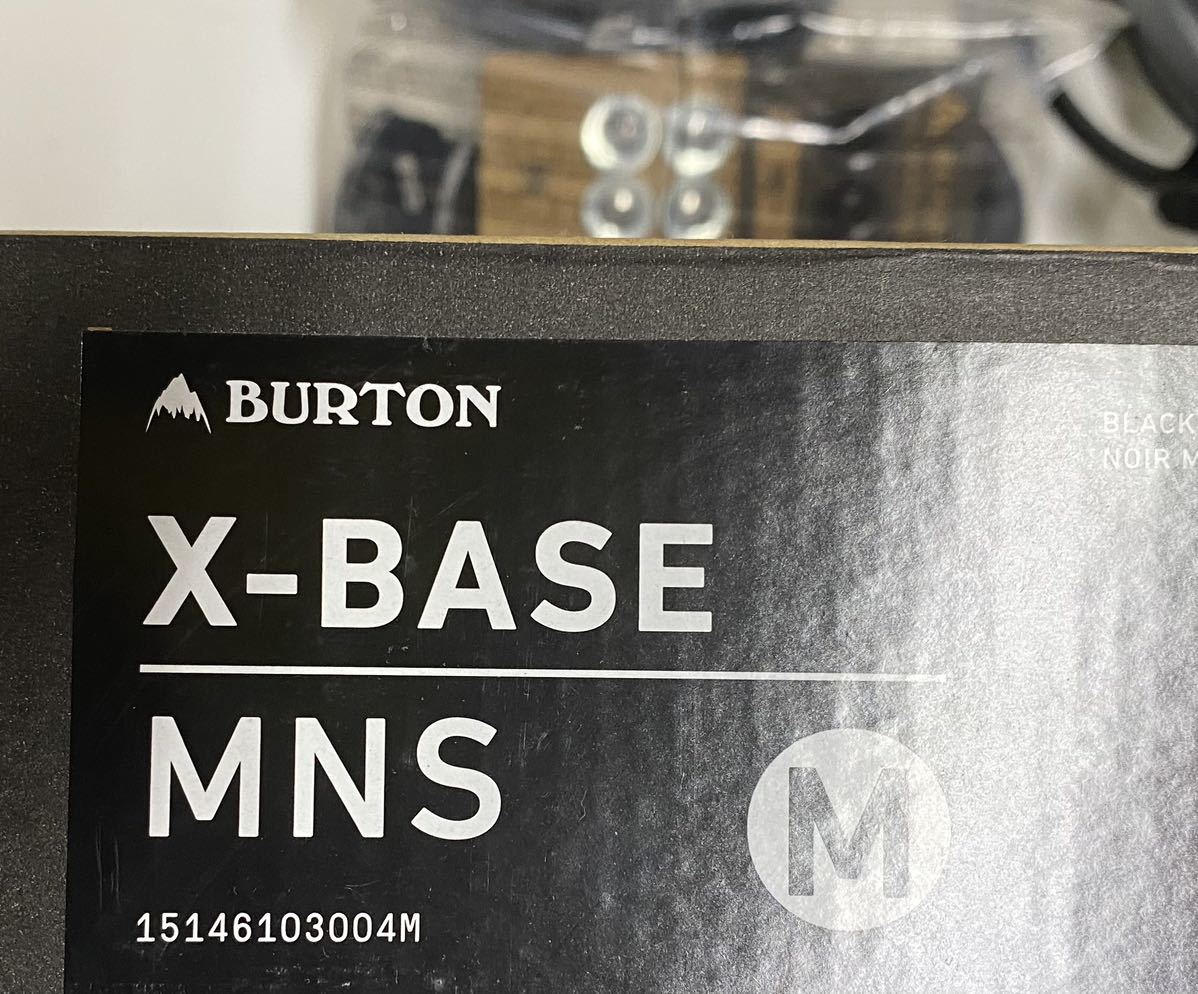 BURTON
BLACK
NOIR M
X-BASE
MNS
M
15146103004M